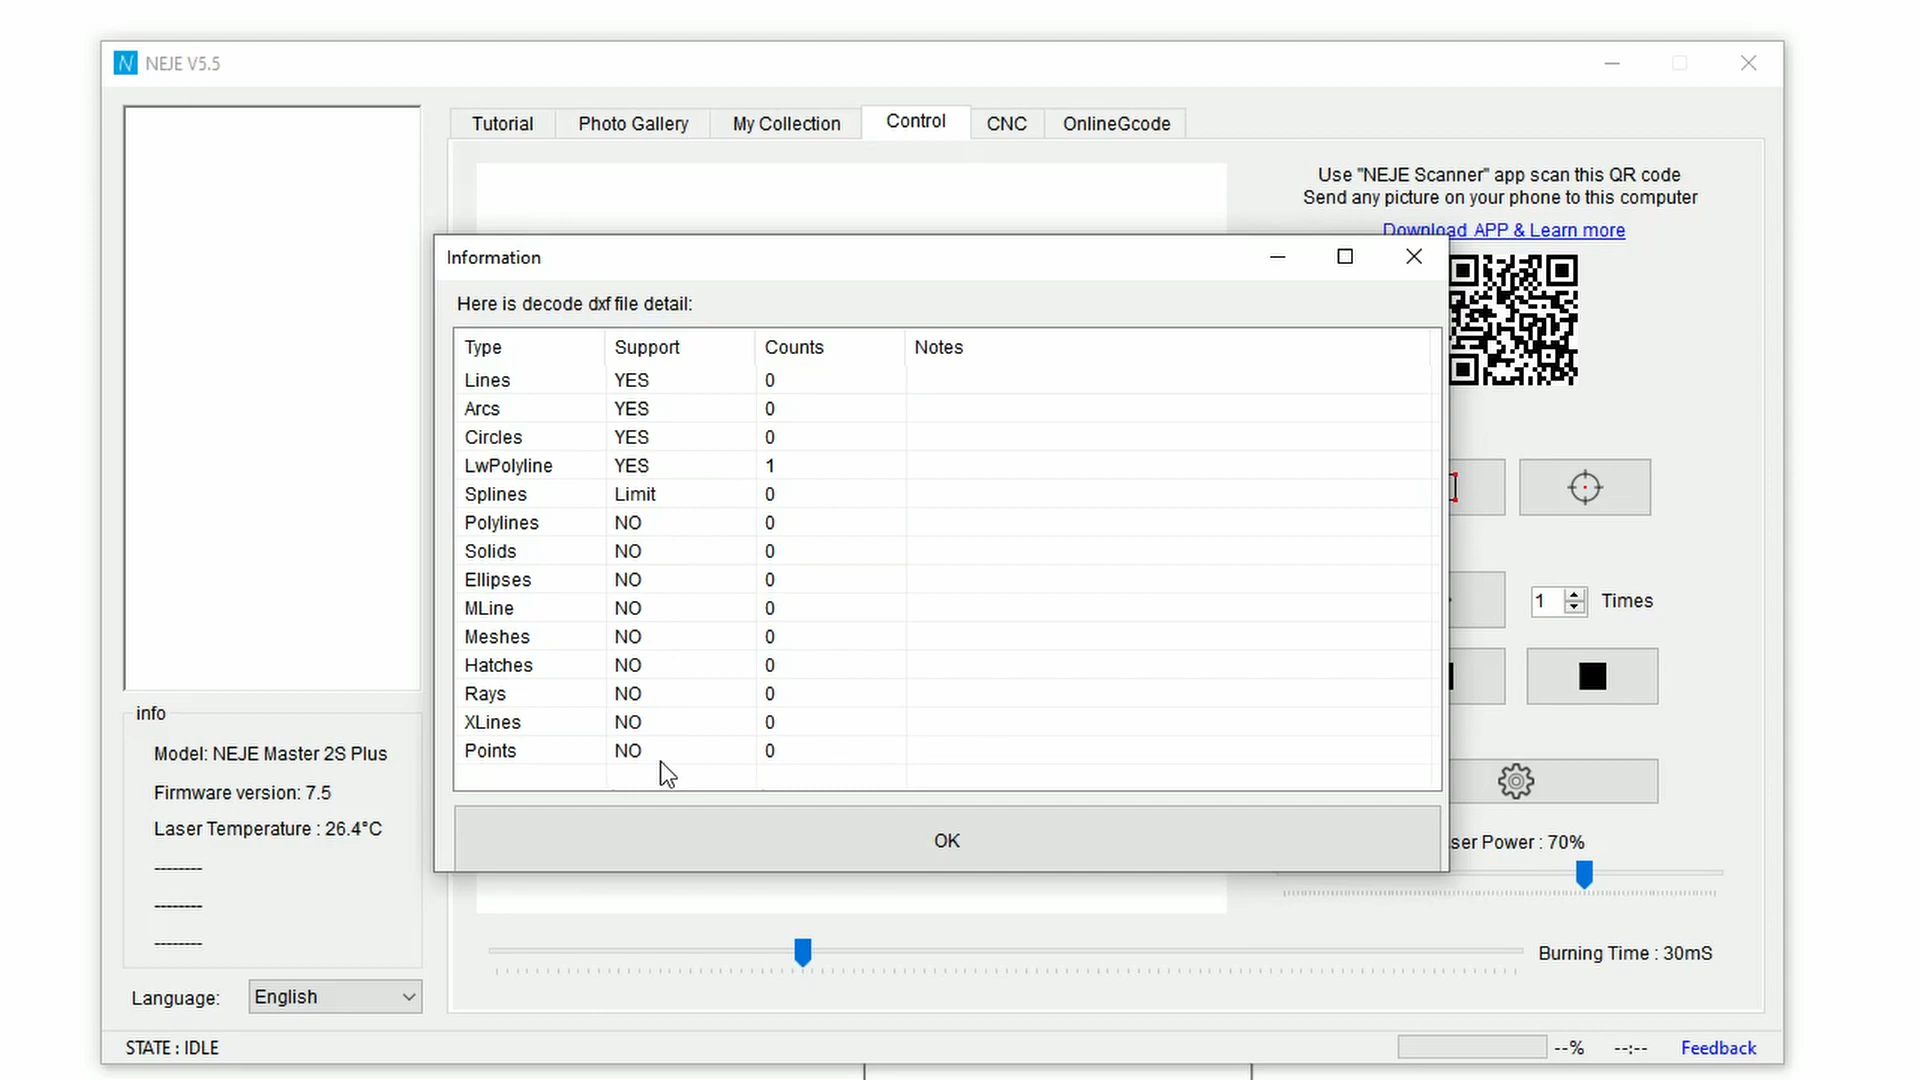 NEJE V5.5
Tutorial Photo Gallery My Collection Control CNC OnlineGcode
Use "NEJE Scanner" app scan this QR code
Send any picture on your phone to this computer
Download APP & Learn more
Information
Here is decode dxf file detail:
Type Support Counts Notes
Lines YES 0
Arcs YES 0
Circles YES 0
LwPolyline YES 1
Splines Limit 0
Polylines NO 0
Solids NO 0
Ellipses NO 0
MLine NO 0
Meshes NO 0
Hatches NO 0
Rays NO 0
XLines NO 0
Points NO 0
OK
1 Times
ser Power : 70%
Burning Time : 30mS
info
Model: NEJE Master 2S Plus
Firmware version: 7.5
Laser Temperature : 26.4°C
--------
--------
--------
Language: English
STATE : IDLE
--% --:-- Feedback